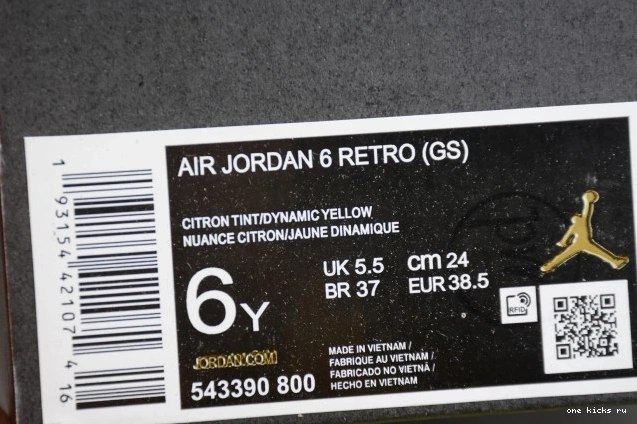 AIR JORDAN 6 RETRO (GS)
CITRON TINT/DYNAMIC YELLOW
NUANCE CITRON/JAUNE DINAMIQUE
6Y
UK 5.5 cm 24
BR 37 EUR 38.5
RFID
JORDAN.COM
543390 800
MADE IN VIETNAM /
FABRIQUE AU VIETNAM /
FABRICADO NO VIETNÃ /
HECHO EN VIETNAM
1 93154 42107 4 16
one kicks ru